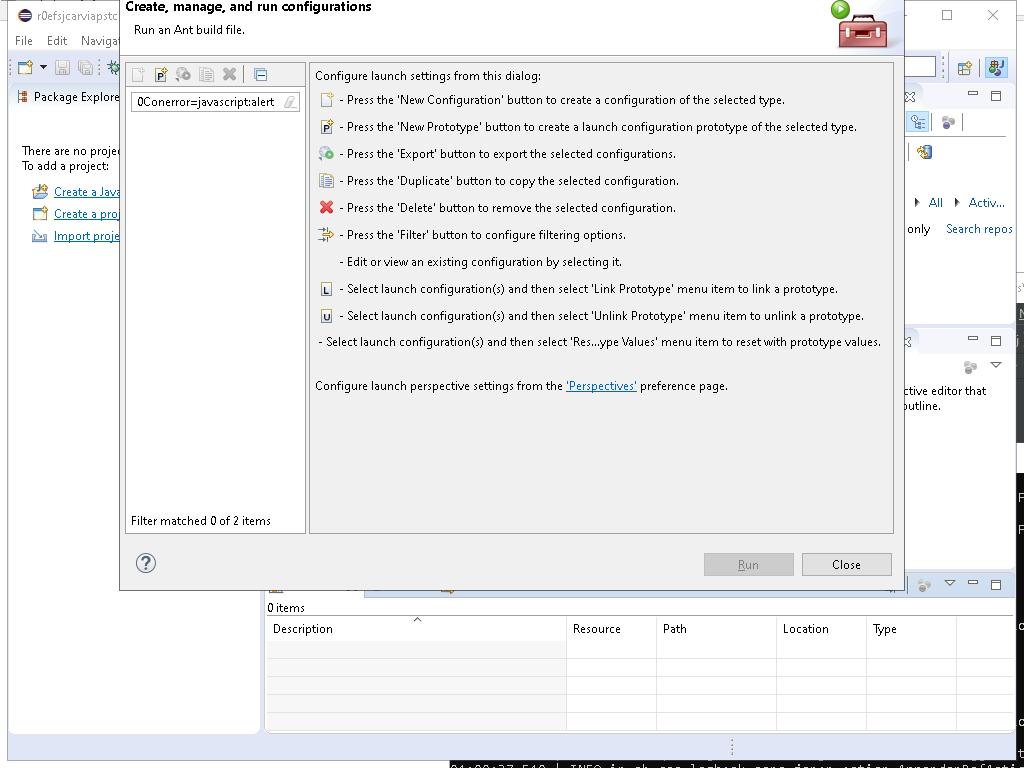 Create, manage, and run configurations
r0efsjcarviapstc
Run an Ant build file.
File Edit Navigat
Package Explore
Configure launch settings from this dialog:
0Conerror=javascript:alert
- Press the 'New Configuration' button to create a configuration of the selected type.
P - Press the 'New Prototype' button to create a launch configuration prototype of the selected type.
There are no projec
- Press the 'Export' button to export the selected configurations.
To add a project:
- Press the 'Duplicate' button to copy the selected configuration.
Create a Java
- Press the 'Delete' button to remove the selected configuration.
All Activ...
Create a proj
- Press the 'Filter' button to configure filtering options.
only Search repos
Import proje
- Edit or view an existing configuration by selecting it.
L - Select launch configuration(s) and then select 'Link Prototype' menu item to link a prototype.
U - Select launch configuration(s) and then select 'Unlink Prototype' menu item to unlink a prototype.
- Select launch configuration(s) and then select 'Res...ype Values' menu item to reset with prototype values.
Configure launch perspective settings from the 'Perspectives' preference page.
ctive editor that
outline.
Filter matched 0 of 2 items
?
Run Close
0 items
Description Resource Path Location Type